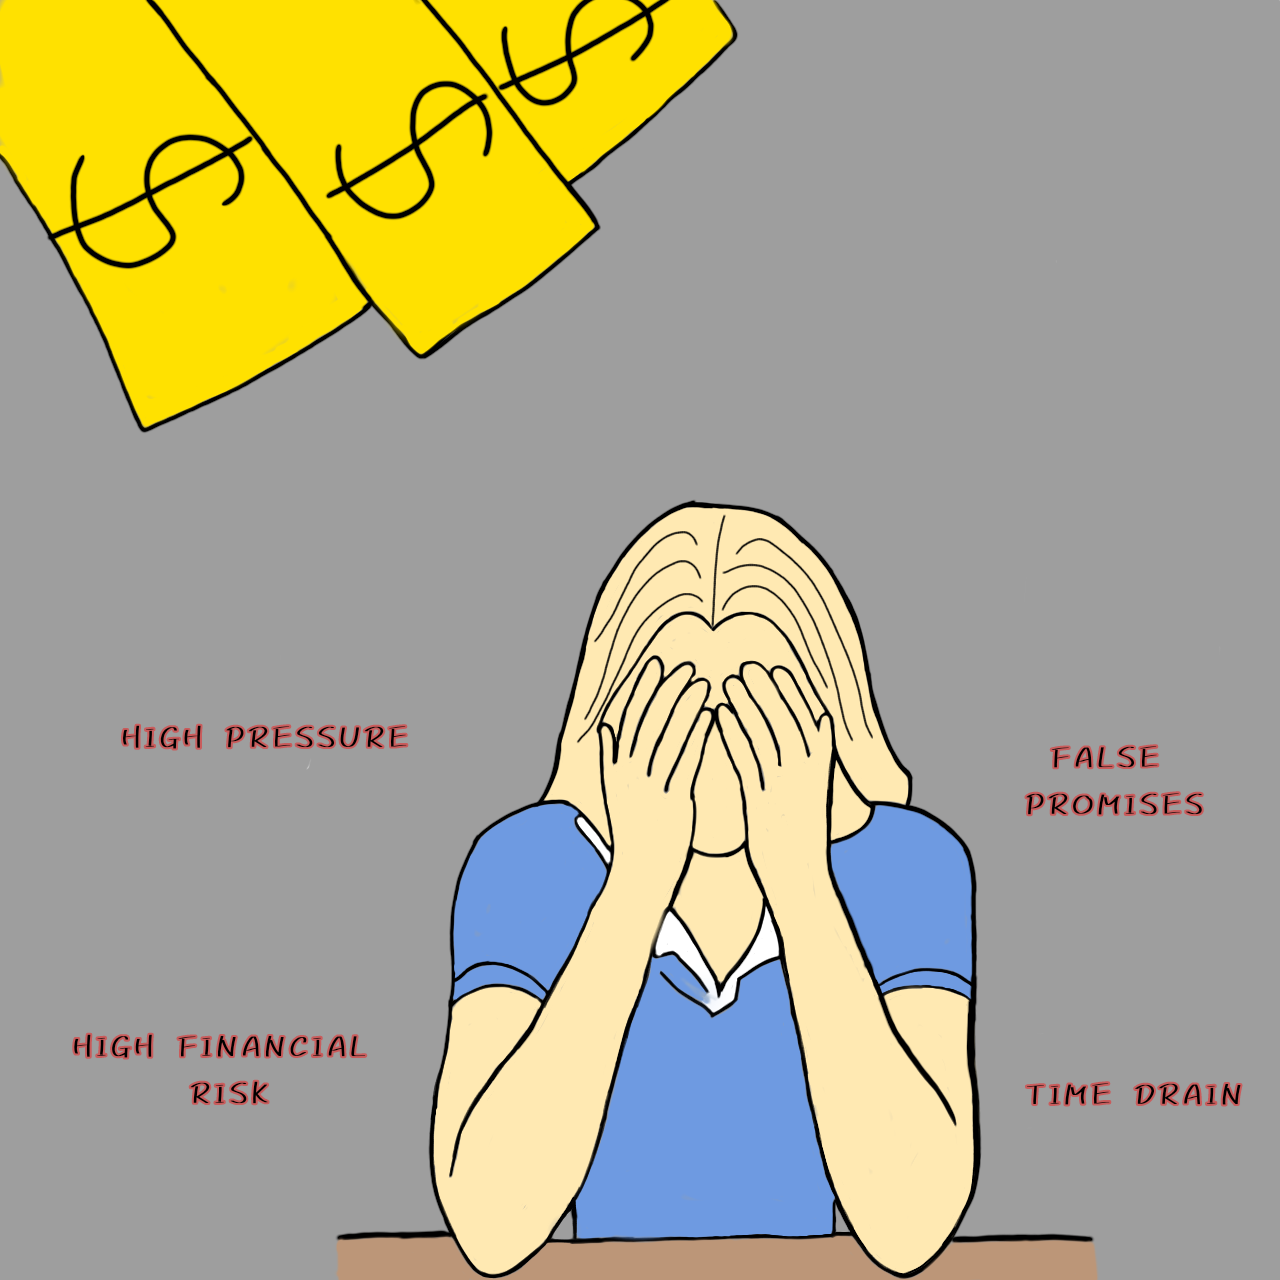 $
$
$
HIGH PRESSURE
FALSE
PROMISES
HIGH FINANCIAL
RISK
TIME DRAIN